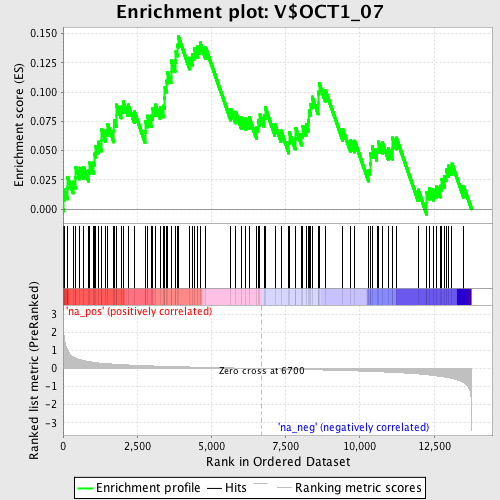 Enrichment plot: V$OCT1_07
Enrichment score (ES)
0.150
0.125
0.100
0.075
0.050
0.025
0.000
'na_pos' (positively correlated)
Ranked list metric (PreRanked)
3
2
1
0
-1
-2
-3
Zero cross at 6700
'na_neg' (negatively correlated)
0
2,500
5,000
7,500
10,000
12,500
Rank in Ordered Dataset
Enrichment profile
Hits
Ranking metric scores